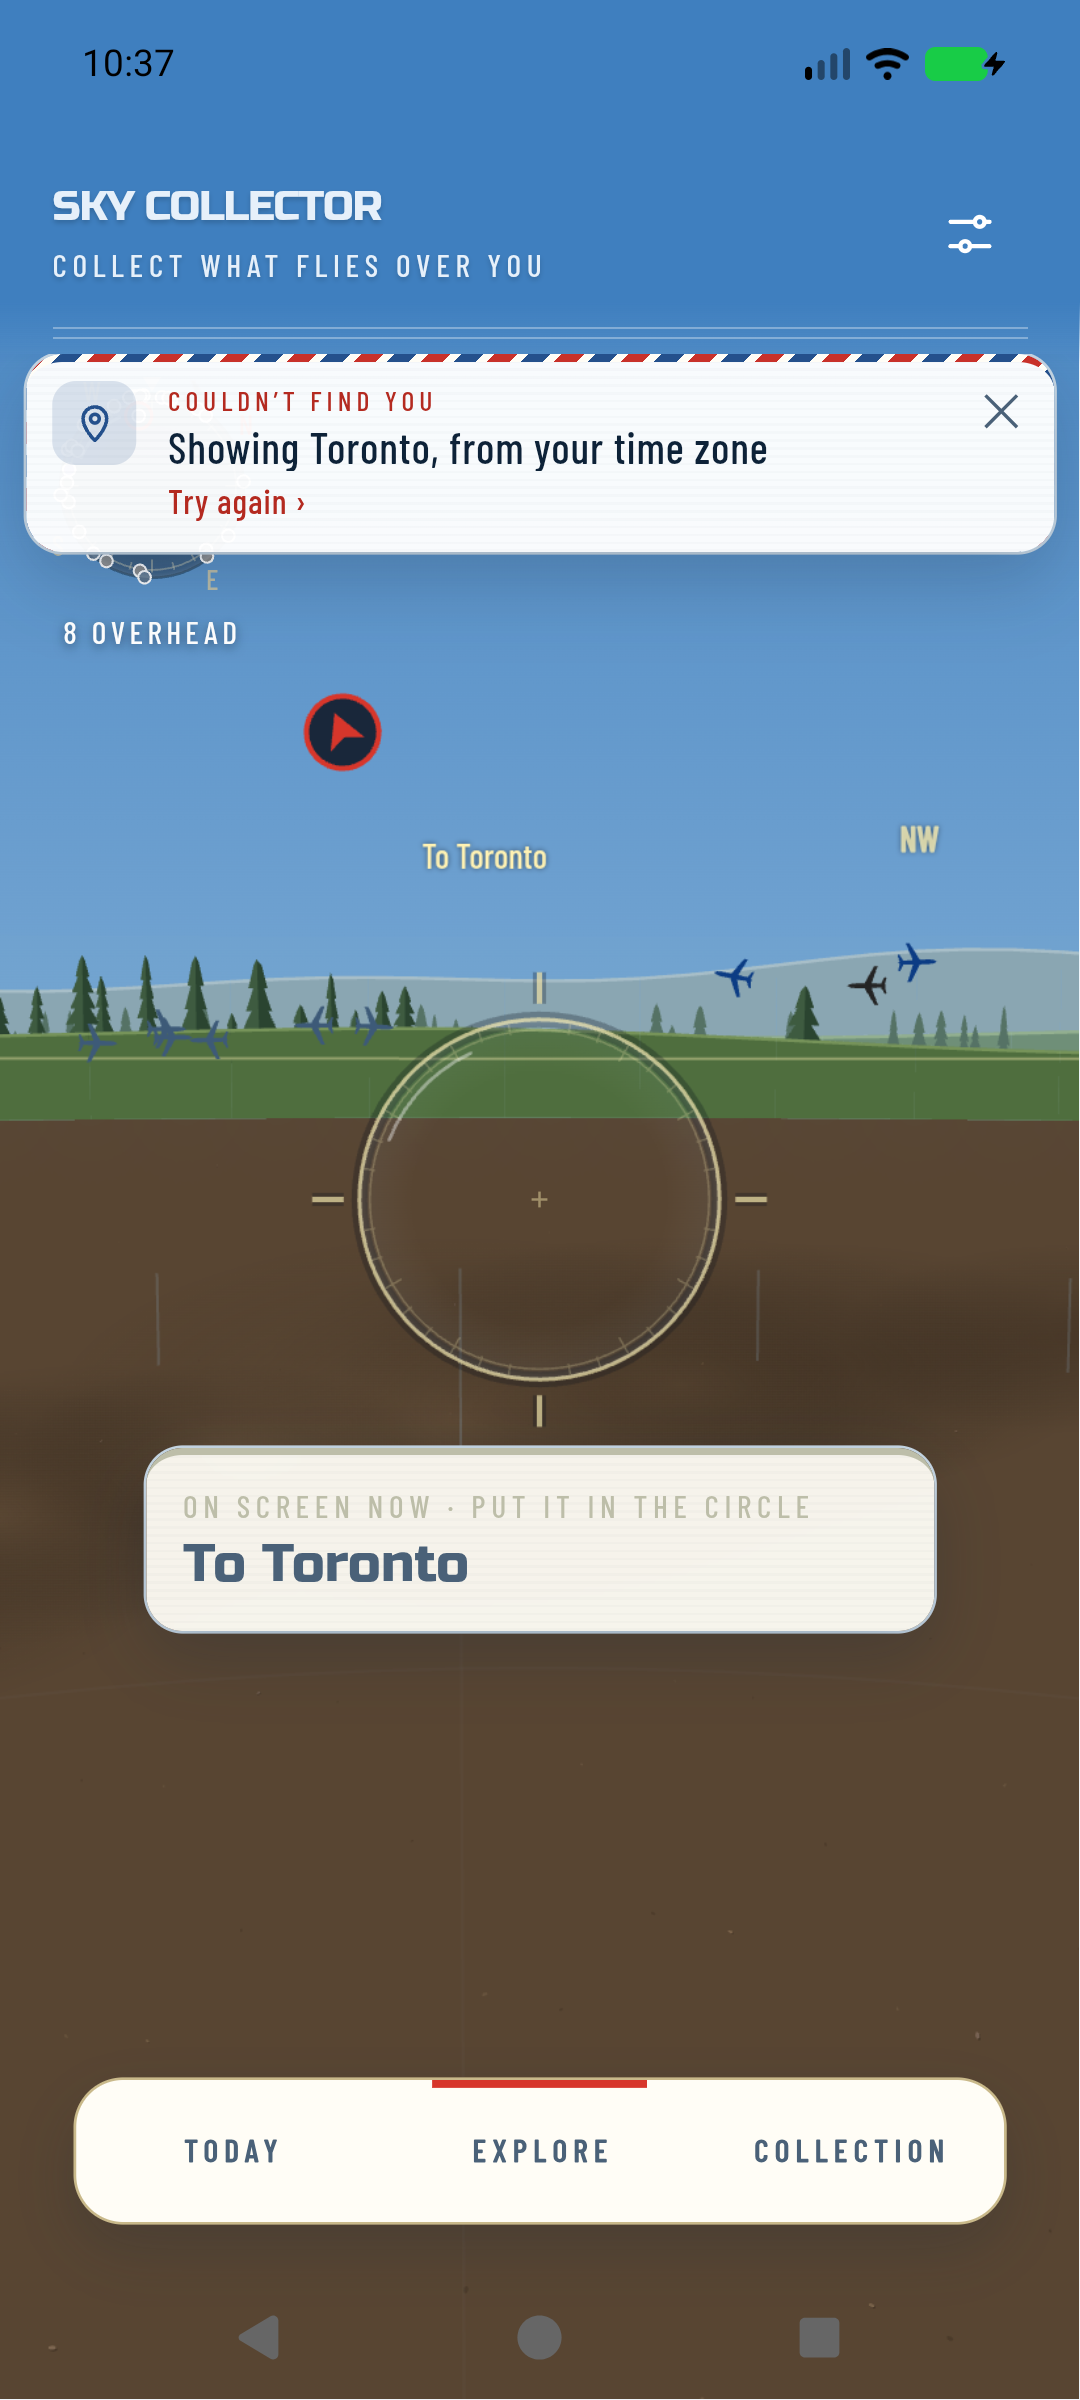 10:37
SKY COLLECTOR
COLLECT WHAT FLIES OVER YOU
COULDN’T FIND YOU
Showing Toronto, from your time zone
Try again ›
E
8 OVERHEAD
NW
To Toronto
ON SCREEN NOW · PUT IT IN THE CIRCLE
To Toronto
TODAY EXPLORE COLLECTION